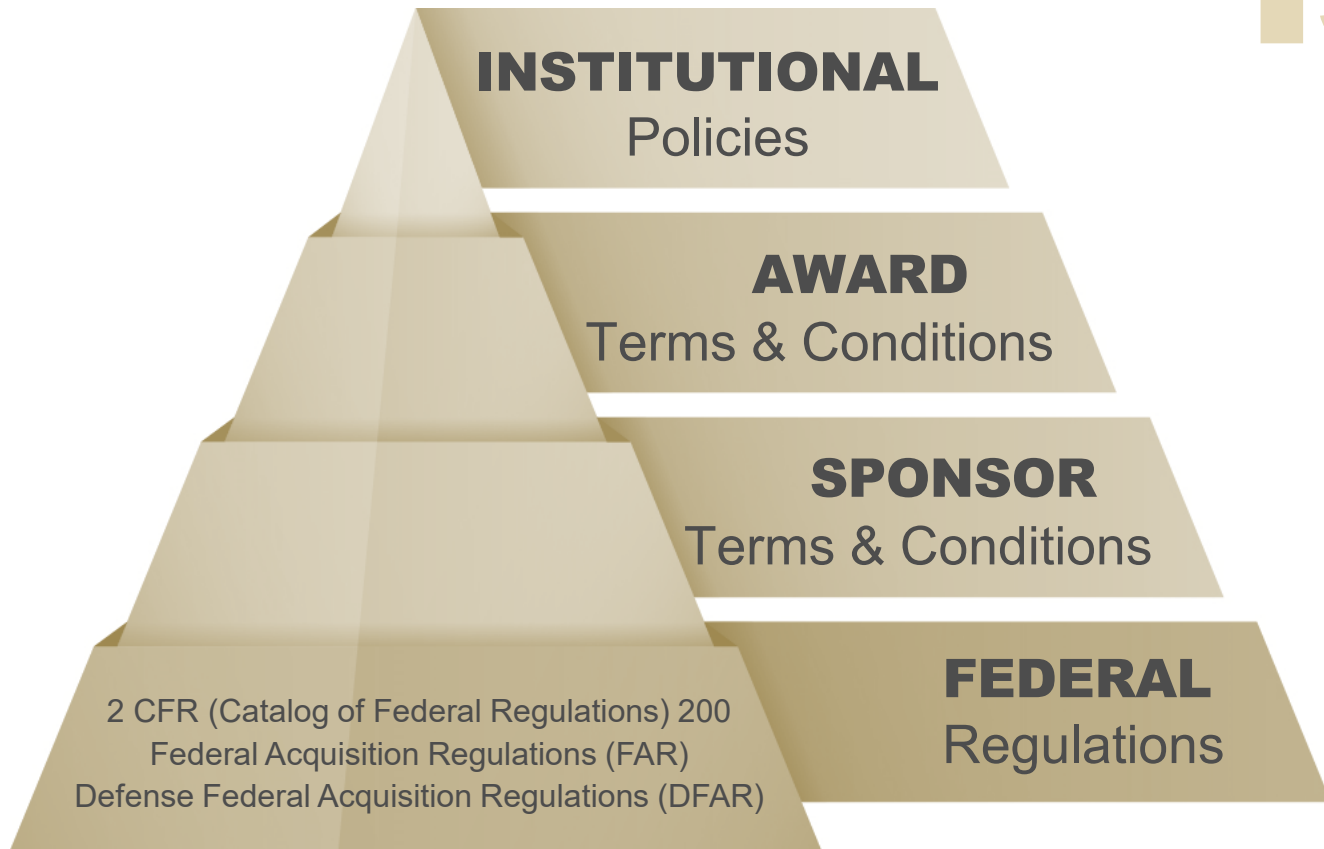 INSTITUTIONAL
Policies
AWARD
Terms & Conditions
SPONSOR
Terms & Conditions
FEDERAL
Regulations
2 CFR (Catalog of Federal Regulations) 200
Federal Acquisition Regulations (FAR)
Defense Federal Acquisition Regulations (DFAR)